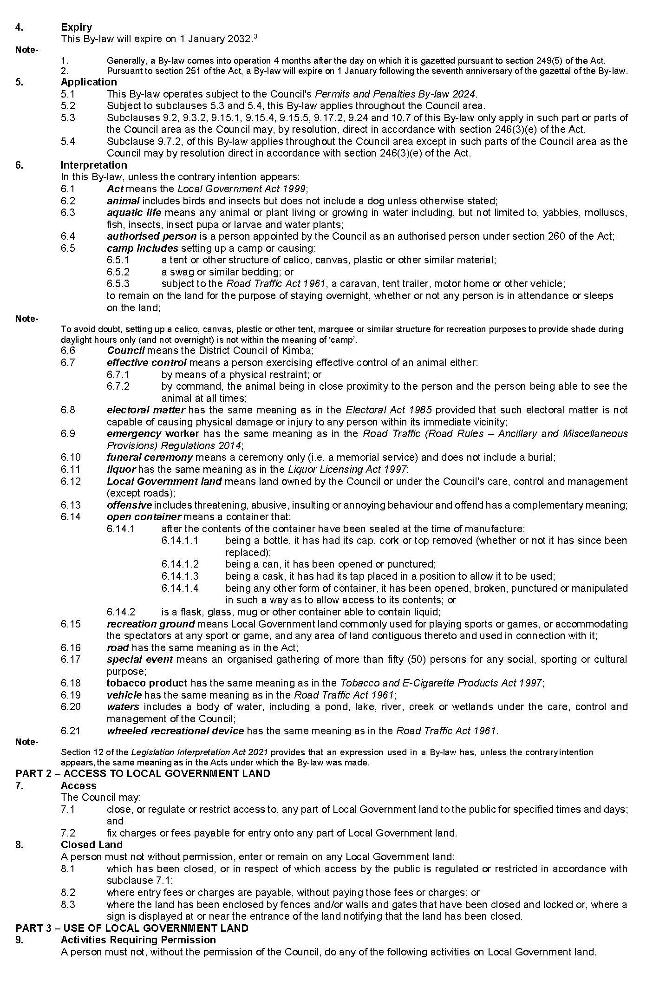 4. Expiry
This By-law will expire on 1 January 2032.3
Note-
1. Generally, a By-law comes into operation 4 months after the day on which it is gazetted pursuant to section 249(5) of the Act.
2. Pursuant to section 251 of the Act, a By-law will expire on 1 January following the seventh anniversary of the gazettal of the By-law.
5. Application
5.1 This By-law operates subject to the Council's Permits and Penalties By-law 2024.
5.2 Subject to subclauses 5.3 and 5.4, this By-law applies throughout the Council area.
5.3 Subclauses 9.2, 9.3.2, 9.15.1, 9.15.4, 9.15.5, 9.17.2, 9.24 and 10.7 of this By-law only apply in such part or parts of
the Council area as the Council may, by resolution, direct in accordance with section 246(3)(e) of the Act.
5.4 Subclause 9.7.2, of this By-law applies throughout the Council area except in such parts of the Council area as the
Council may by resolution direct in accordance with section 246(3)(e) of the Act.
6. Interpretation
In this By-law, unless the contrary intention appears:
6.1 Act means the Local Government Act 1999;
6.2 animal includes birds and insects but does not include a dog unless otherwise stated;
6.3 aquatic life means any animal or plant living or growing in water including, but not limited to, yabbies, molluscs,
fish, insects, insect pupa or larvae and water plants;
6.4 authorised person is a person appointed by the Council as an authorised person under section 260 of the Act;
6.5 camp includes setting up a camp or causing:
6.5.1 a tent or other structure of calico, canvas, plastic or other similar material;
6.5.2 a swag or similar bedding; or
6.5.3 subject to the Road Traffic Act 1961, a caravan, tent trailer, motor home or other vehicle;
to remain on the land for the purpose of staying overnight, whether or not any person is in attendance or sleeps
on the land;
Note-
To avoid doubt, setting up a calico, canvas, plastic or other tent, marquee or similar structure for recreation purposes to provide shade during
daylight hours only (and not overnight) is not within the meaning of ‘camp’.
6.6 Council means the District Council of Kimba;
6.7 effective control means a person exercising effective control of an animal either:
6.7.1 by means of a physical restraint; or
6.7.2 by command, the animal being in close proximity to the person and the person being able to see the
animal at all times;
6.8 electoral matter has the same meaning as in the Electoral Act 1985 provided that such electoral matter is not
capable of causing physical damage or injury to any person within its immediate vicinity;
6.9 emergency worker has the same meaning as in the Road Traffic (Road Rules – Ancillary and Miscellaneous
Provisions) Regulations 2014;
6.10 funeral ceremony means a ceremony only (i.e. a memorial service) and does not include a burial;
6.11 liquor has the same meaning as in the Liquor Licensing Act 1997;
6.12 Local Government land means land owned by the Council or under the Council's care, control and management
(except roads);
6.13 offensive includes threatening, abusive, insulting or annoying behaviour and offend has a complementary meaning;
6.14 open container means a container that:
6.14.1 after the contents of the container have been sealed at the time of manufacture:
6.14.1.1 being a bottle, it has had its cap, cork or top removed (whether or not it has since been
replaced);
6.14.1.2 being a can, it has been opened or punctured;
6.14.1.3 being a cask, it has had its tap placed in a position to allow it to be used;
6.14.1.4 being any other form of container, it has been opened, broken, punctured or manipulated
in such a way as to allow access to its contents; or
6.14.2 is a flask, glass, mug or other container able to contain liquid;
6.15 recreation ground means Local Government land commonly used for playing sports or games, or accommodating
the spectators at any sport or game, and any area of land contiguous thereto and used in connection with it;
6.16 road has the same meaning as in the Act;
6.17 special event means an organised gathering of more than fifty (50) persons for any social, sporting or cultural
purpose;
6.18 tobacco product has the same meaning as in the Tobacco and E-Cigarette Products Act 1997;
6.19 vehicle has the same meaning as in the Road Traffic Act 1961;
6.20 waters includes a body of water, including a pond, lake, river, creek or wetlands under the care, control and
management of the Council;
6.21 wheeled recreational device has the same meaning as in the Road Traffic Act 1961.
Note-
Section 12 of the Legislation Interpretation Act 2021 provides that an expression used in a By-law has, unless the contrary intention
appears, the same meaning as in the Acts under which the By-law was made.
PART 2 – ACCESS TO LOCAL GOVERNMENT LAND
7. Access
The Council may:
7.1 close, or regulate or restrict access to, any part of Local Government land to the public for specified times and days;
and
7.2 fix charges or fees payable for entry onto any part of Local Government land.
8. Closed Land
A person must not without permission, enter or remain on any Local Government land:
8.1 which has been closed, or in respect of which access by the public is regulated or restricted in accordance with
subclause 7.1;
8.2 where entry fees or charges are payable, without paying those fees or charges; or
8.3 where the land has been enclosed by fences and/or walls and gates that have been closed and locked or, where a
sign is displayed at or near the entrance of the land notifying that the land has been closed.
PART 3 – USE OF LOCAL GOVERNMENT LAND
9. Activities Requiring Permission
A person must not, without the permission of the Council, do any of the following activities on Local Government land.